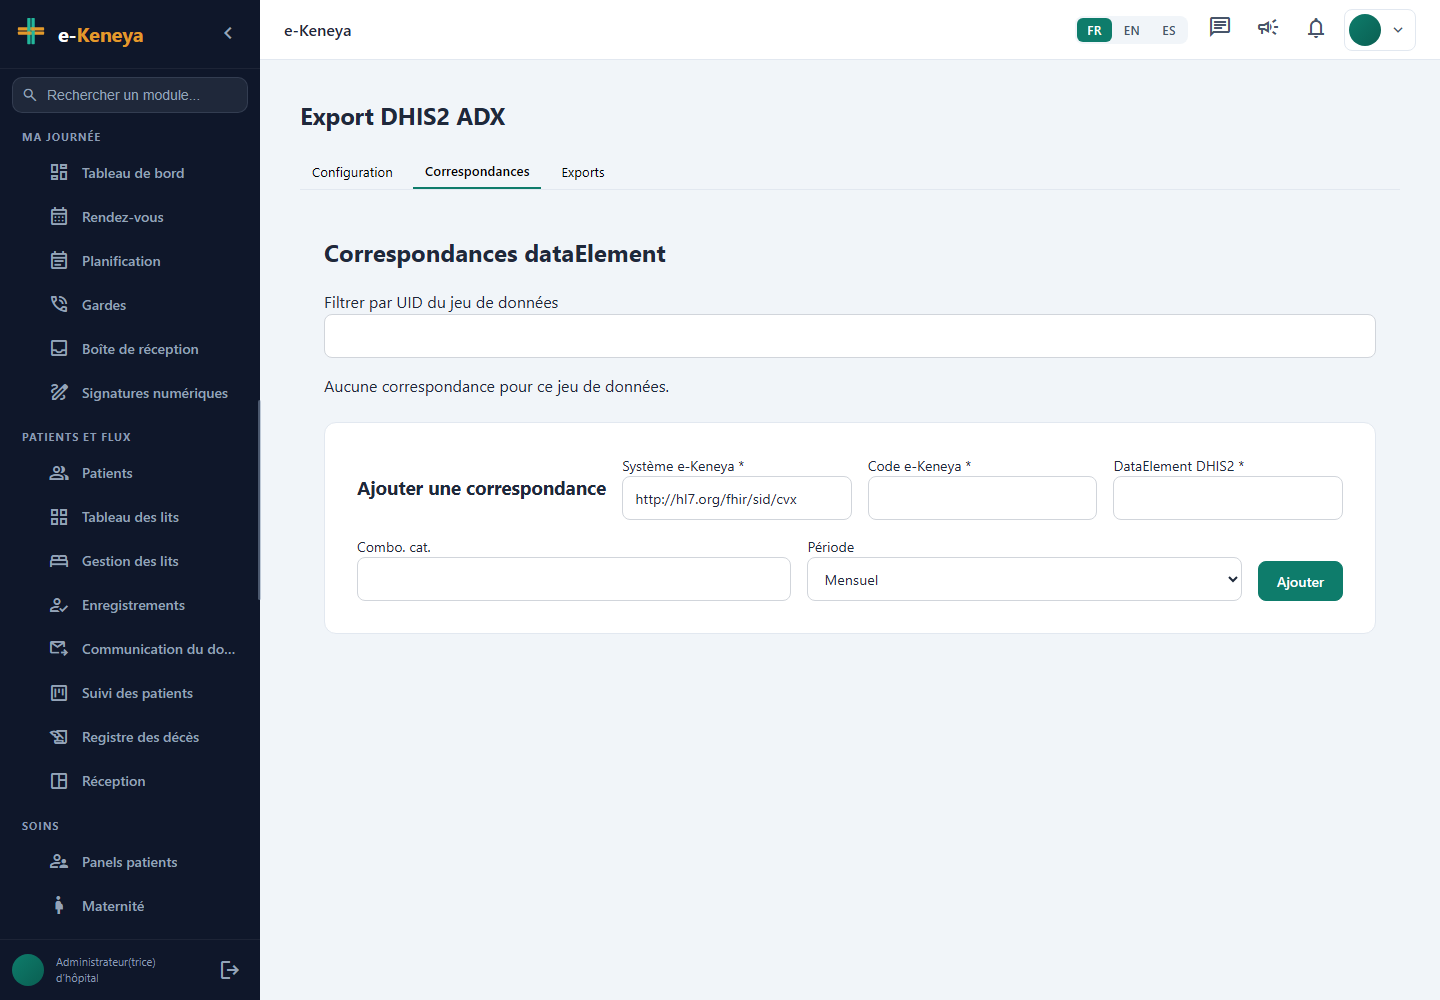 e-Keneya
Rechercher un module...
MA JOURNÉE
Tableau de bord
Rendez-vous
Planification
Gardes
Boîte de réception
Signatures numériques
PATIENTS ET FLUX
Patients
Tableau des lits
Gestion des lits
Enregistrements
Communication du do...
Suivi des patients
Registre des décès
Réception
SOINS
Panels patients
Maternité
Administrateur(trice)
d'hôpital
e-Keneya
FR EN ES
Export DHIS2 ADX
Configuration Correspondances Exports
Correspondances dataElement
Filtrer par UID du jeu de données
Aucune correspondance pour ce jeu de données.
Ajouter une correspondance
Système e-Keneya *
http://hl7.org/fhir/sid/cvx
Code e-Keneya *
DataElement DHIS2 *
Combo. cat.
Période
Mensuel
Ajouter